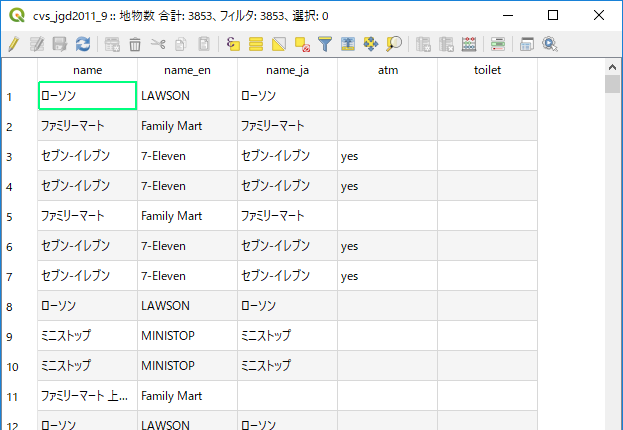 cvs_jgd2011_9 :: 地物数 合計: 3853、フィルタ: 3853、選択: 0
name name_en name_ja atm toilet
1 ローソン LAWSON ローソン
2 ファミリーマート Family Mart ファミリーマート
3 セブン-イレブン 7-Eleven セブン-イレブン yes
4 セブン-イレブン 7-Eleven セブン-イレブン yes
5 ファミリーマート Family Mart ファミリーマート
6 セブン-イレブン 7-Eleven セブン-イレブン yes
7 セブン-イレブン 7-Eleven セブン-イレブン yes
8 ローソン LAWSON ローソン
9 ミニストップ MINISTOP ミニストップ
10 ミニストップ MINISTOP ミニストップ
11 ファミリーマート 上... Family Mart
12 ローソン LAWSON ローソン